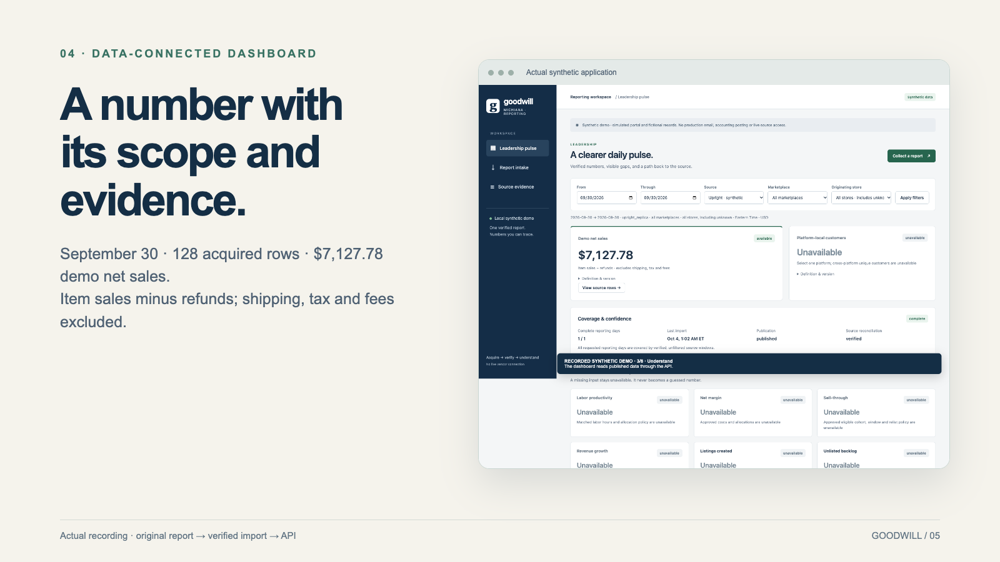 04 · DATA-CONNECTED DASHBOARD
A number with
its scope and
evidence.
September 30 · 128 acquired rows · $7,127.78
demo net sales.
Item sales minus refunds; shipping, tax and fees
excluded.
Actual synthetic application
g goodwill
MICHIANA ·
REPORTING
WORKSPACE
Leadership pulse
Report intake
Source evidence
Local synthetic demo
One verified report.
Numbers you can trace.
Acquire → verify → understand
No live vendor connection
Reporting workspace / Leadership pulse
Synthetic data
Synthetic demo · simulated portal and fictional records. No production email, accounting posting or live source access.
LEADERSHIP
A clearer daily pulse.
Verified numbers, visible gaps, and a path back to the source.
Collect a report ↗
From Through Source Marketplace Originating store
09/30/2026 09/30/2026 Upright · synthetic All marketplaces All stores · includes unknc Apply filters
2026-09-30 → 2026-09-30 · upright_replica · all marketplaces · all stores, including unknown · Eastern Time · USD
Demo net sales available
$7,127.78
Item sales − refunds · excludes shipping, tax and fees
Definition & version
View source rows →
Platform-local customers unavailable
Unavailable
Select one platform; cross-platform unique customers are unavailable
Definition & version
Coverage & confidence complete
Complete reporting days Last import Publication Source reconciliation
1 / 1 Oct 4, 1:02 AM ET published verified
All requested reporting days are covered by verified, unfiltered source windows.
RECORDED SYNTHETIC DEMO · 3/8 · Understand
The dashboard reads published data through the API.
A missing input stays unavailable. It never becomes a guessed number.
Labor productivity unavailable
Unavailable
Matched labor hours and allocation policy are unavailable
Net margin unavailable
Unavailable
Approved costs and allocations are unavailable
Sell-through unavailable
Unavailable
Approved eligible cohort, window and relist policy are
unavailable
Revenue growth unavailable
Unavailable
Listings created unavailable
Unavailable
Unlisted backlog unavailable
Unavailable
Actual recording · original report → verified import → API
GOODWILL / 05